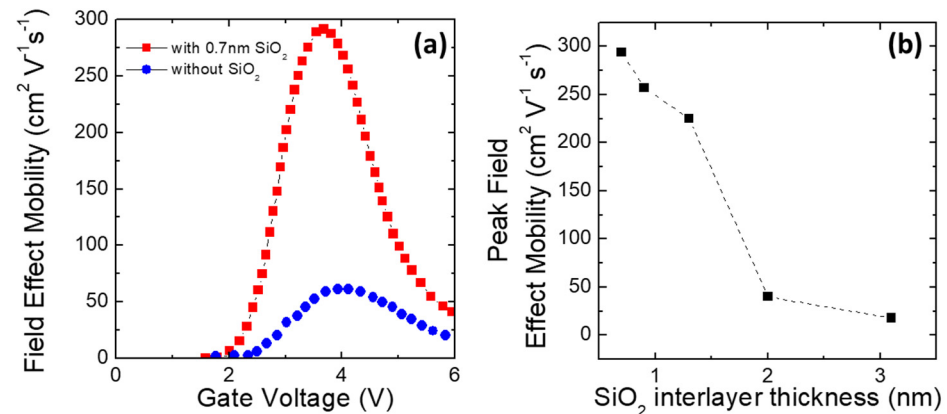 (a)
with 0.7nm SiO₂
without SiO₂
Field Effect Mobility (cm² V⁻¹ s⁻¹)
300
250
200
150
100
50
0
0 2 4 6
Gate Voltage (V)
(b)
Peak Field
Effect Mobility (cm² V⁻¹ s⁻¹)
300
250
200
150
100
50
0
1 2 3
SiO₂ interlayer thickness (nm)